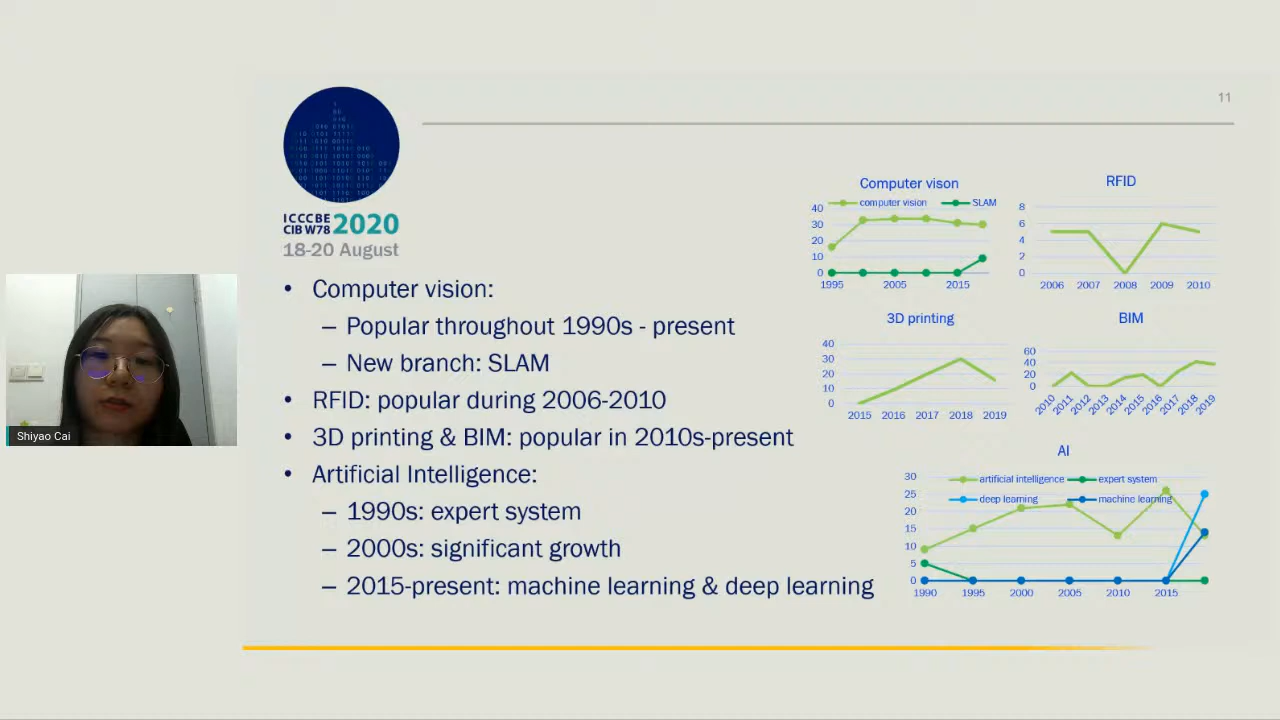 11
ICCCBE
CIB W78 2020
18-20 August
• Computer vision:
– Popular throughout 1990s - present
– New branch: SLAM
• RFID: popular during 2006-2010
• 3D printing & BIM: popular in 2010s-present
• Artificial Intelligence:
– 1990s: expert system
– 2000s: significant growth
– 2015-present: machine learning & deep learning
Shiyao Cai
Computer vison
computer vision SLAM
40
30
20
10
0
1995 2005 2015
RFID
8
6
4
2
0
2006 2007 2008 2009 2010
3D printing
40
30
20
10
0
2015 2016 2017 2018 2019
BIM
60
40
20
0
2010 2011 2012 2013 2014 2015 2016 2017 2018 2019
AI
artificial intelligence expert system
deep learning machine learning
30
25
20
15
10
5
0
1990 1995 2000 2005 2010 2015